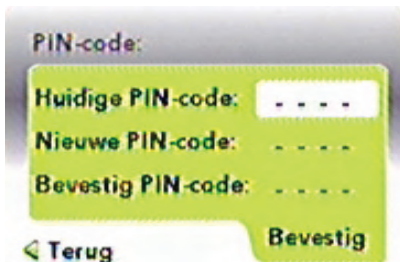 PIN-code:
Huidige PIN-code: - - - -
Nieuwe PIN-code: - - - -
Bevestig PIN-code: - - - -
Terug Bevestig